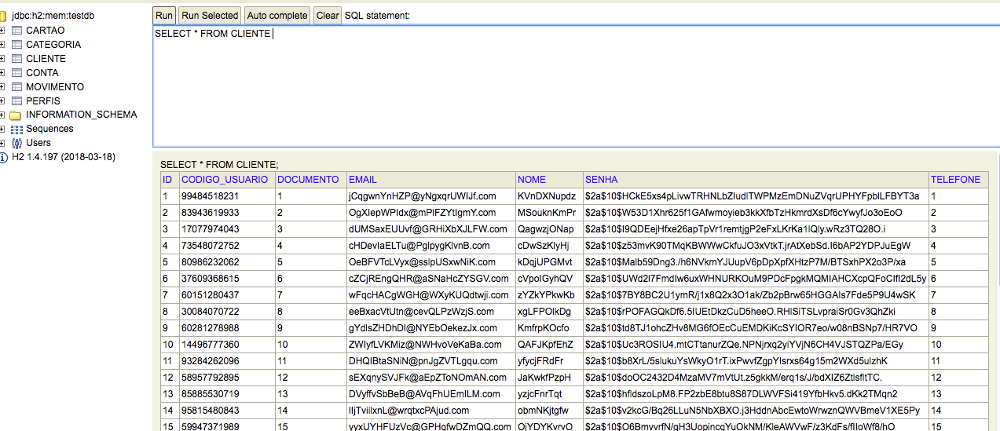 jdbc:h2:mem:testdb
CARTAO
CATEGORIA
CLIENTE
CONTA
MOVIMENTO
PERFIS
INFORMATION_SCHEMA
Sequences
Users
H2 1.4.197 (2018-03-18)
Run Run Selected Auto complete Clear SQL statement:
SELECT * FROM CLIENTE
SELECT * FROM CLIENTE;
ID CODIGO_USUARIO DOCUMENTO EMAIL NOME SENHA TELEFONE
1 99484518231 1 jCqgwnYnHZP@yNgxqrUWIJf.com KVnDXNupdz $2a$10$HCkE5xs4pLivwTRHNLbZIudlTWPMzEmDNuZVqrUPHYFpbILFBYT3a 1
2 83943619933 2 OgXIepWPIdx@mPIFZYtIgmY.com MSouknKmPr $2a$10$W53D1Xhr625f1GAfwmoyieb3kkXfbTzHkmrdXsDf6cYwyfJo3oEoO 2
3 17077974043 3 dUMSaxEUUvf@GRHiXbXJLFW.com QagwzjONap $2a$10$I9QDEejHfxe26apTpVr1remtjgP2eFxLKrKa1lQly.wRz3TQ28O.i 3
4 73548072752 4 cHDevIaELTu@PgIpygKlvnB.com cDwSzKlyHj $2a$10$z53mvK90TMqKBWWwCkfuJO3xVtkT.jrAtXebSd.I6bAP2YDPJuEgW 4
5 80986232062 5 OeBFVTcLVyx@sslpUSxwNiK.com kDqjUPGMvt $2a$10$Malb59Dng3./h6NVkmYJUupV6pDpXpfXHtzP7M/BTSxhPX2o3P/xa 5
6 37609368615 6 cZCjREngQHR@aSNaHcZYSGV.com cVpolGyhQV $2a$10$UWd2l7Fmdlw6uxWHNURKOuM9PDcFpgkMQMIAHCXcpQFoCIfl2dL5y 6
7 60151280437 7 wFqcHACgWGH@WXyKUQdtwji.com zYZkYPkwKb $2a$10$7BY8BC2U1ymR/j1x8Q2x3O1ak/Zb2pBrw65HGGAls7Fde5P9U4wSK 7
8 30084070722 8 eeBxacVtUtn@cevQLPzWzjS.com xgLFPOlkDg $2a$10$rPOFAGQkDf6.5IUEtDkzCuD5heeO.RHlSiTSLvpraiSr0Gv3QhZki 8
9 60281278988 9 gYdlsZHDhDl@NYEbOekezJx.com KmfrpKOcfo $2a$10$td8TJ1ohcZHv8MG6fOEcCuEMDKiKcSYIOR7eo/w08nBSNp7/HR7VO 9
10 14496777360 10 ZWIyfLVKMiz@NWHvoVeKaBa.com QAFJKpfEhZ $2a$10$Uc3ROSIU4.mtCTtanurZQe.NPNjrxq2yiYVjN6CH4VJSTQZPa/EGy 10
11 93284262096 11 DHQIBtaSNiN@pnJgZVTLgqu.com yfycjFRdFr $2a$10$b8XrL/5slukuYsWkyO1rT.ixPwvfZgpYlsrxs64g15m2WXd5ulzhK 11
12 58957792895 12 sEXqnySVJFk@aEpZToNOmAN.com JaKwkfPzpH $2a$10$doOC2432D4MzaMV7mVtUt.z5gkkM/erq1s/J/bdXIZ6ZtlsfltTC. 12
13 85885530719 13 DVyffvSbBeB@AVqFhUEmILM.com yzjcFnrTqt $2a$10$hfldszoLpM8.FP2zbE8btu8S87DLWVFSi419YfbHkv5.dKk2TMqn2 13
14 95815480843 14 lIjTviilxnL@wrqtxcPAjud.com obmNKjtgfw $2a$10$v2kcG/Bq26LLuN5NbXBXO.j3HddnAbcEwtoWrwznQWVBmeV1XE5Py 14
15 59947371989 15 yyxUYHFUzVc@GPHqfwDZmQQ.com OjYDYKvrvO $2a$10$O6BmvvrfN/gH3UopincqYuOkNM/KleAWVwF/z3KdFs/flIoWf8/hO 15